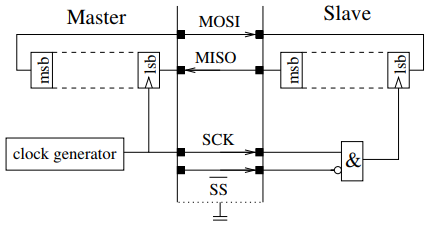 Master
MOSI
Slave
MISO
msb
lsb
msb
lsb
SCK
clock generator
&
SS